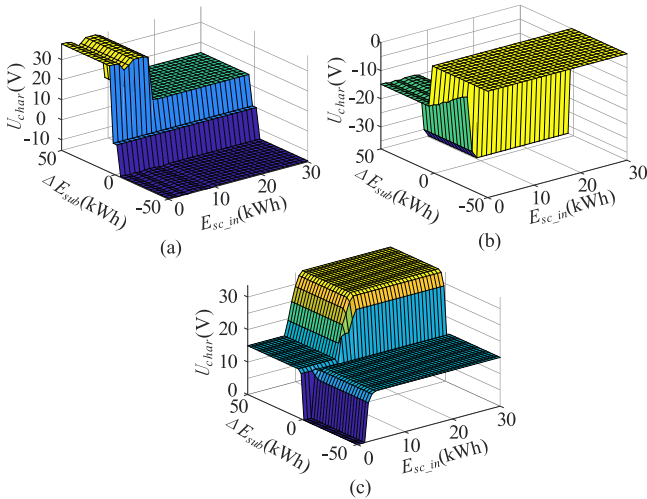 U_char(V)
30
20
10
0
-10
50
0
-50
ΔE_sub(kWh)
0
10
20
30
E_sc_in(kWh)
(a)
U_char(V)
0
-10
-20
-30
50
0
-50
ΔE_sub(kWh)
0
10
20
30
E_sc_in(kWh)
(b)
U_char(V)
30
20
10
0
50
0
-50
ΔE_sub(kWh)
0
10
20
30
E_sc_in(kWh)
(c)